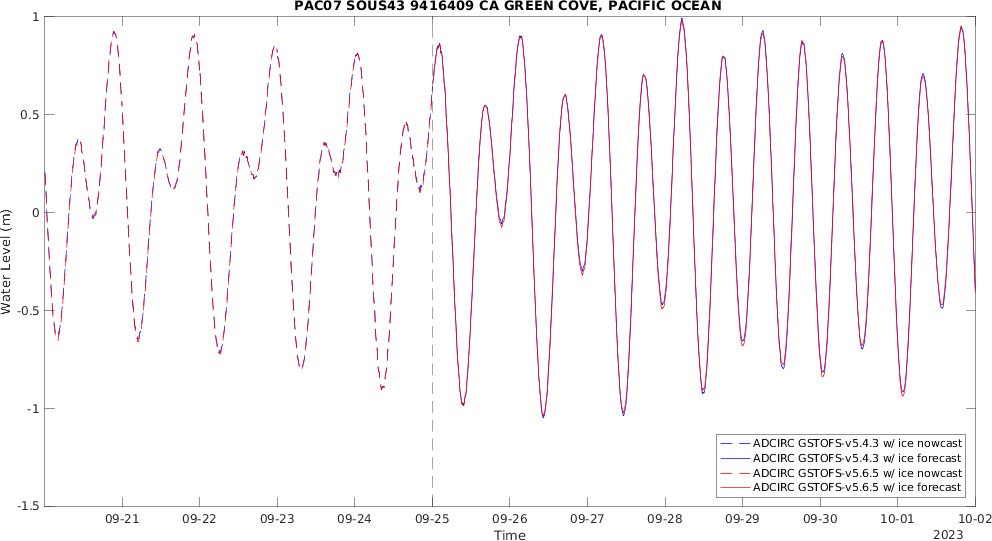 PAC07 SOUS43 9416409 CA GREEN COVE, PACIFIC OCEAN
1
0.5
0
-0.5
-1
-1.5
Water Level (m)
ADCIRC GSTOFS-v5.4.3 w/ ice nowcast
ADCIRC GSTOFS-v5.4.3 w/ ice forecast
ADCIRC GSTOFS-v5.6.5 w/ ice nowcast
ADCIRC GSTOFS-v5.6.5 w/ ice forecast
09-21 09-22 09-23 09-24 09-25 09-26 09-27 09-28 09-29 09-30 10-01 10-02
Time
2023